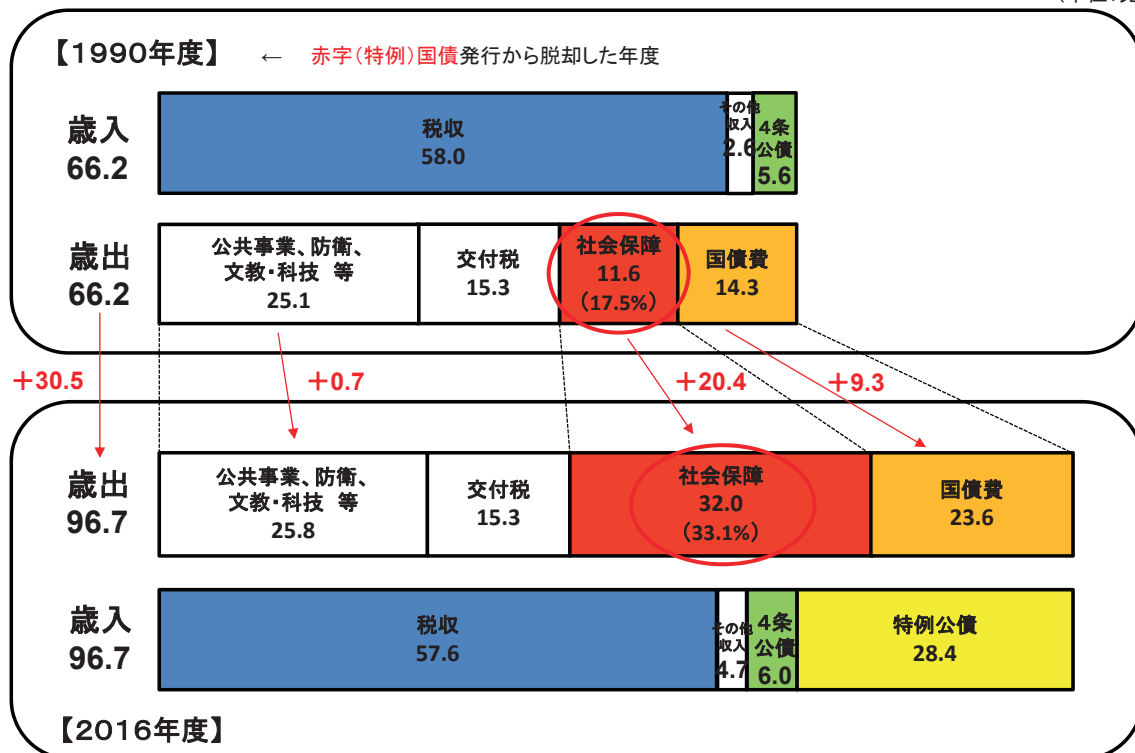 【1990年度】 ← 赤字(特例)国債発行から脱却した年度
歳入
66.2
税収
58.0
その他
収入
2.6
4条
公債
5.6
歳出
66.2
公共事業、防衛、
文教・科技 等
25.1
交付税
15.3
社会保障
11.6
(17.5%)
国債費
14.3
+30.5
+0.7
+20.4
+9.3
歳出
96.7
公共事業、防衛、
文教・科技 等
25.8
交付税
15.3
社会保障
32.0
(33.1%)
国債費
23.6
歳入
96.7
税収
57.6
その他
収入
4.7
4条
公債
6.0
特例公債
28.4
【2016年度】